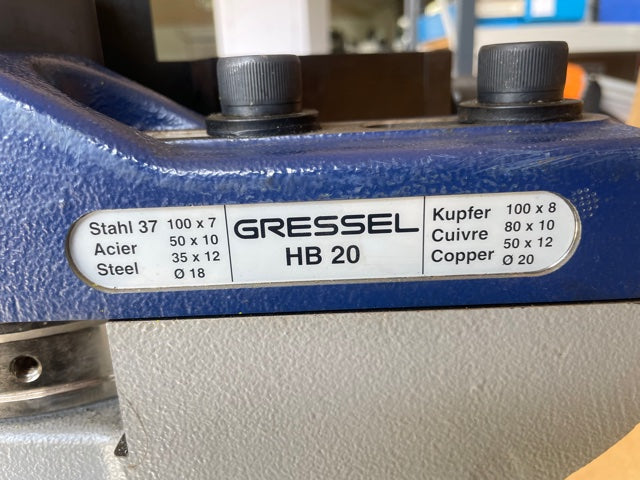 Stahl 37 100 x 7
Acier 50 x 10
Steel 35 x 12
Ø 18
GRESSEL
HB 20
Kupfer 100 x 8
Cuivre 80 x 10
Copper 50 x 12
Ø 20